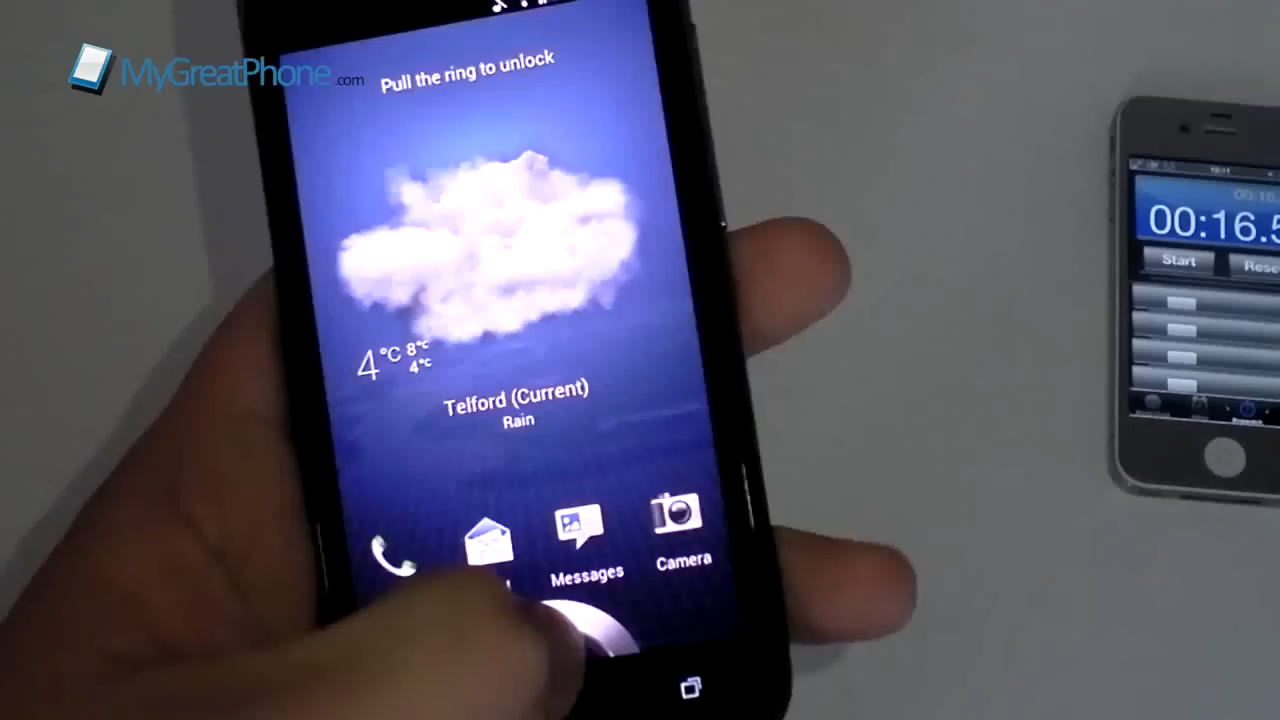 MyGreatPhone.com
Pull the ring to unlock
4°C 8°C
4°C
Telford (Current)
Rain
Messages
Camera
00:16.5
Start